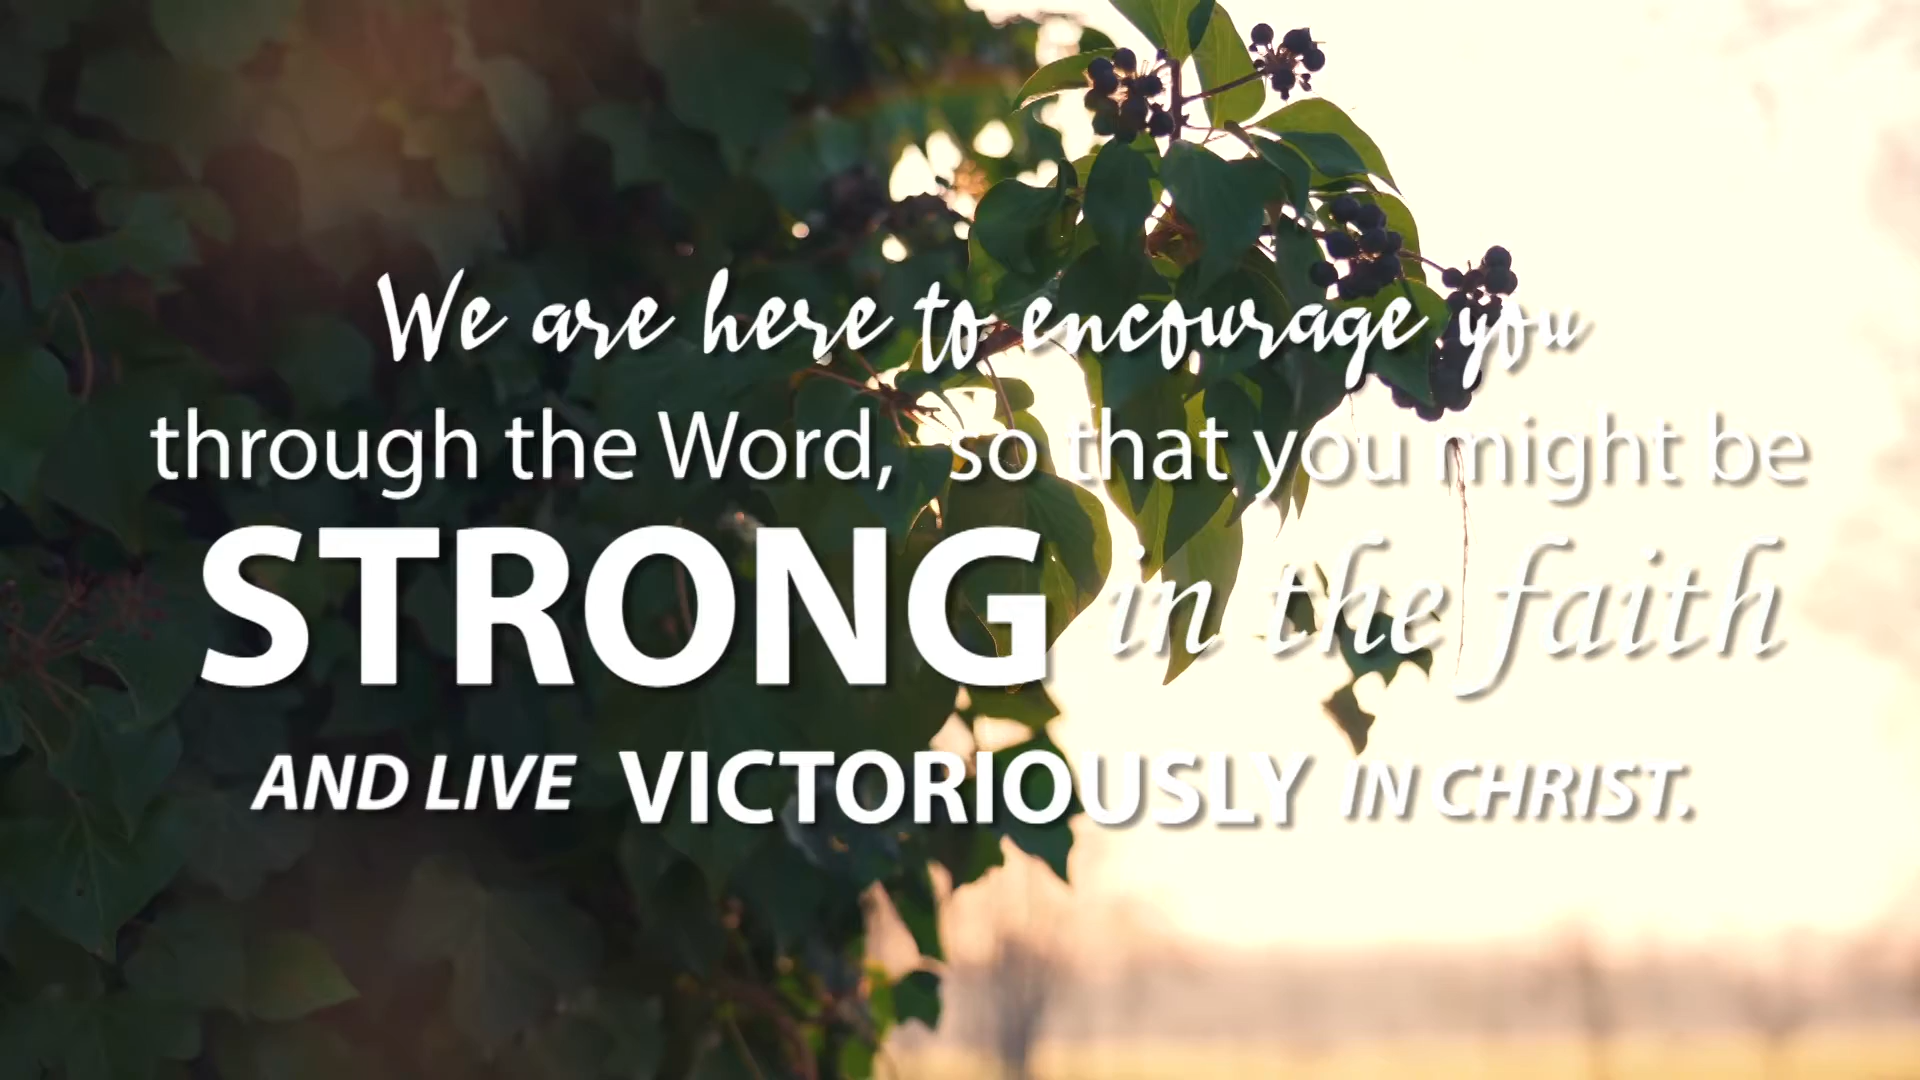 We are here to encourage you
through the Word, so that you might be
STRONG in the faith
AND LIVE VICTORIOUSLY IN CHRIST.